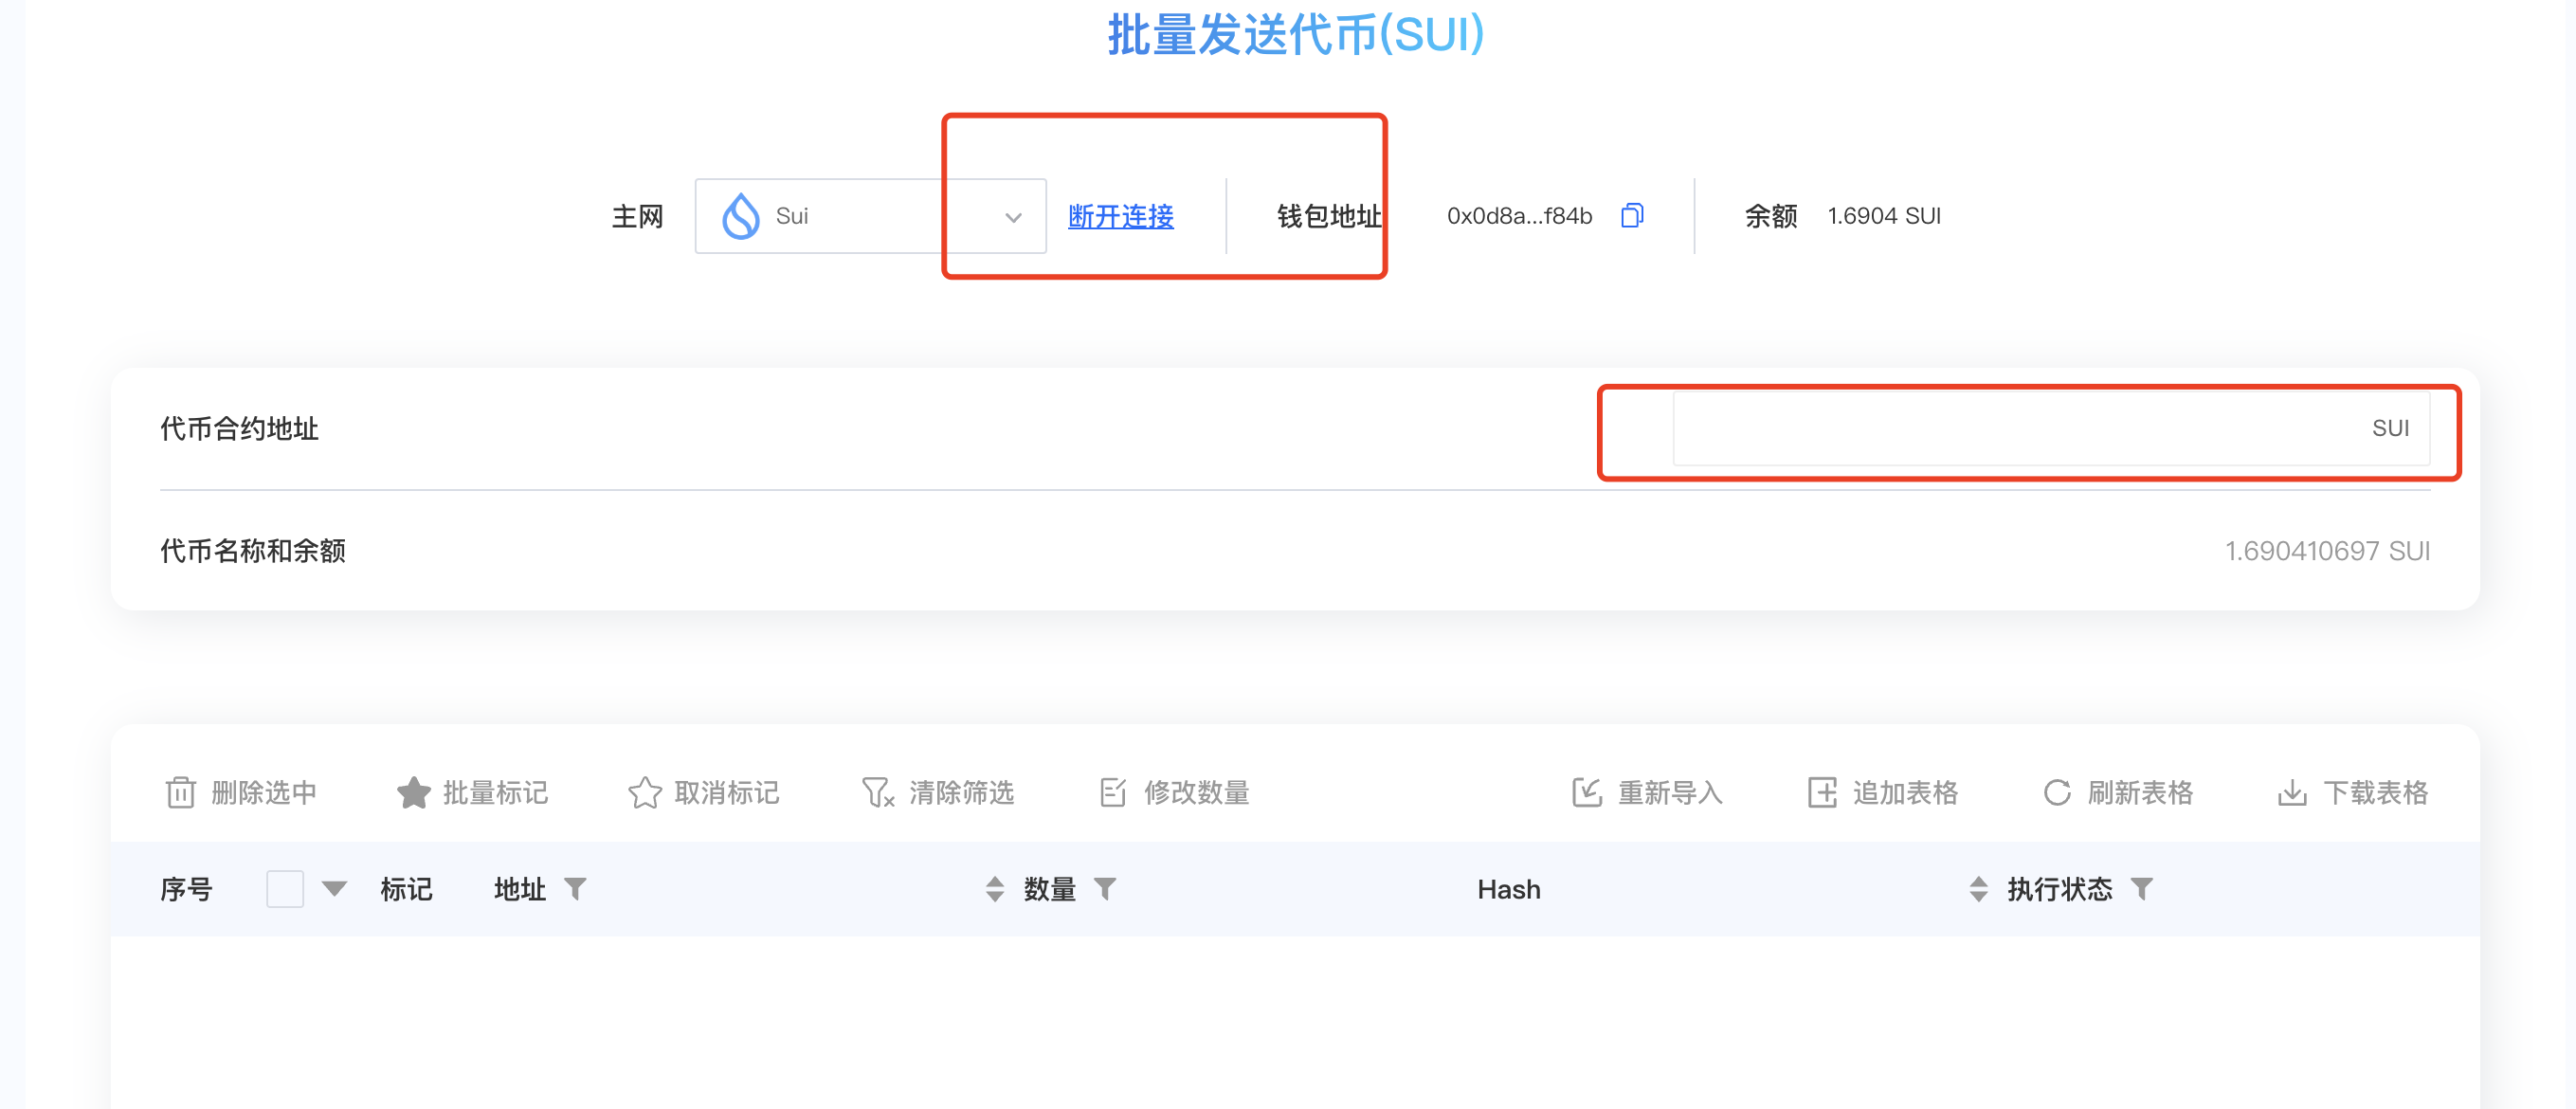 批量发送代币(SUI)
主网 Sui 断开连接 钱包地址 0x0d8a...f84b 余额 1.6904 SUI
代币合约地址 SUI
代币名称和余额 1.690410697 SUI
删除选中 批量标记 取消标记 清除筛选 修改数量 重新导入 追加表格 刷新表格 下载表格
序号 标记 地址 数量 Hash 执行状态